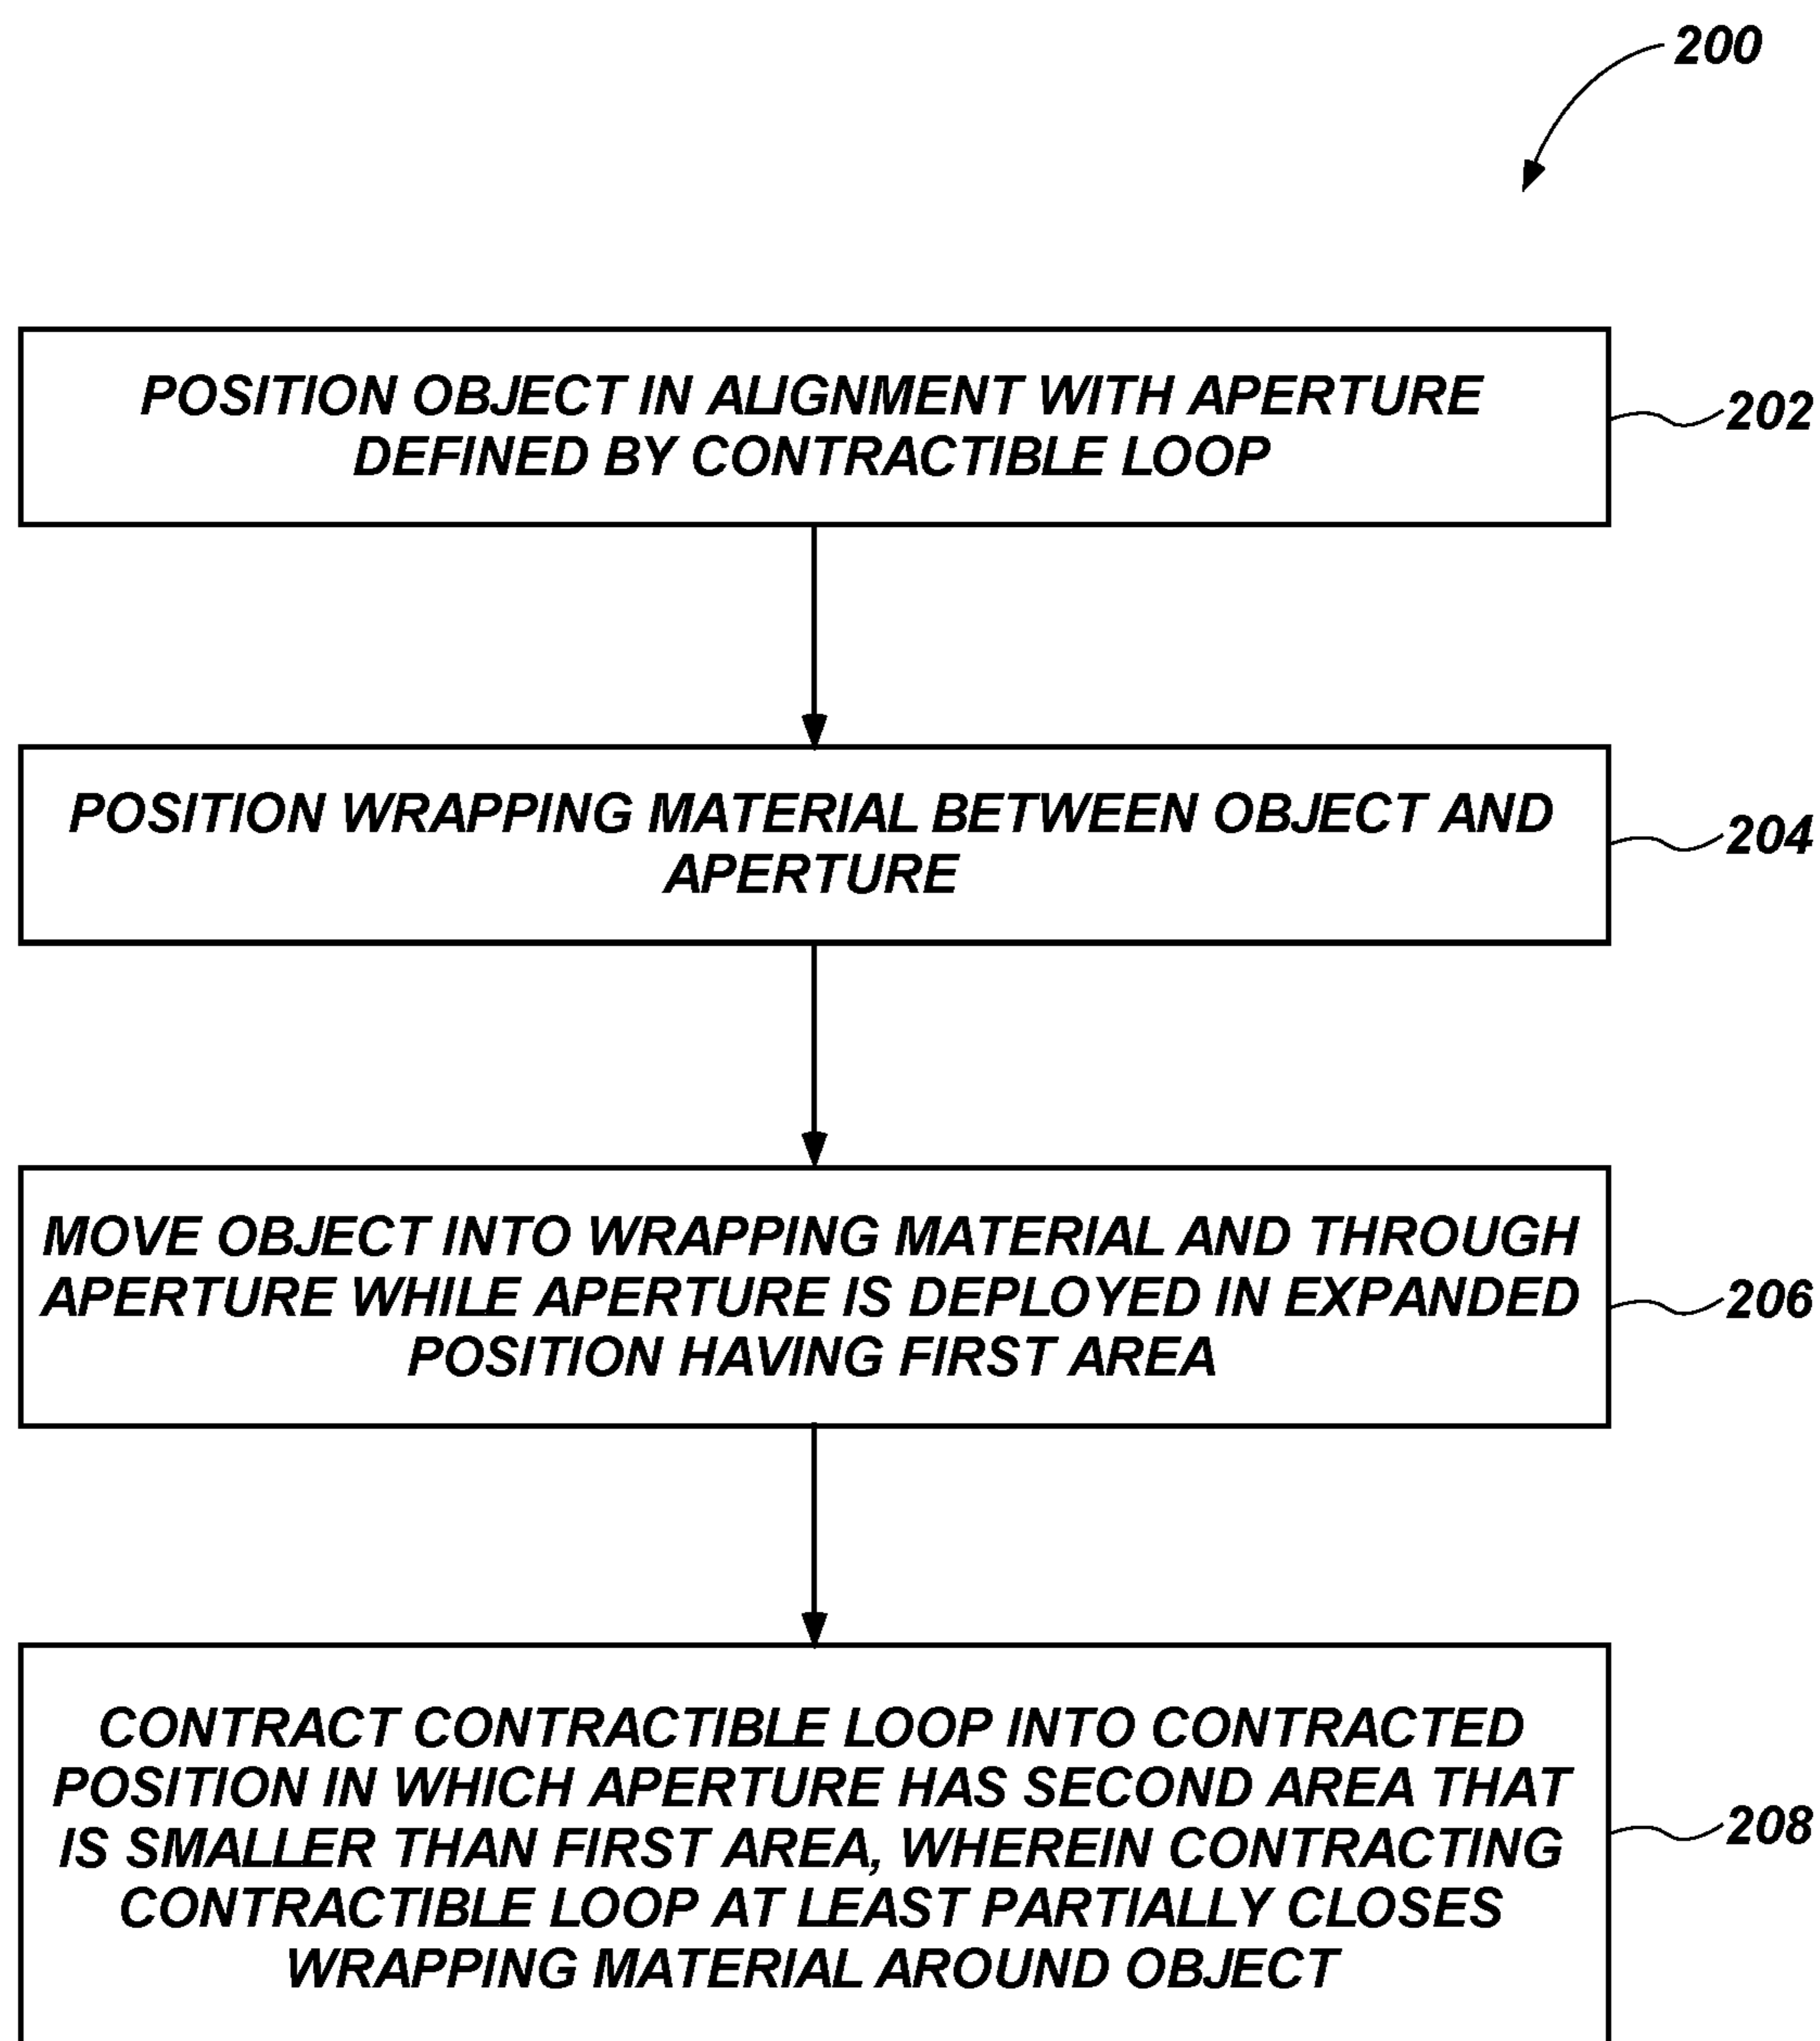 200
POSITION OBJECT IN ALIGNMENT WITH APERTURE
DEFINED BY CONTRACTIBLE LOOP
202
POSITION WRAPPING MATERIAL BETWEEN OBJECT AND
APERTURE
204
MOVE OBJECT INTO WRAPPING MATERIAL AND THROUGH
APERTURE WHILE APERTURE IS DEPLOYED IN EXPANDED
POSITION HAVING FIRST AREA
206
CONTRACT CONTRACTIBLE LOOP INTO CONTRACTED
POSITION IN WHICH APERTURE HAS SECOND AREA THAT
IS SMALLER THAN FIRST AREA, WHEREIN CONTRACTING
CONTRACTIBLE LOOP AT LEAST PARTIALLY CLOSES
WRAPPING MATERIAL AROUND OBJECT
208